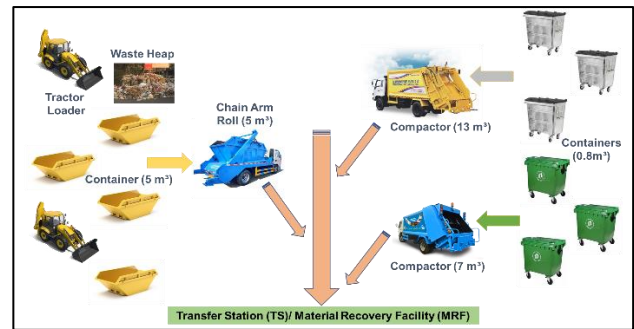 Waste Heap
Tractor
Loader
Chain Arm
Roll (5 m³)
Compactor (13 m³)
Containers
(0.8m³)
Container (5 m³)
Compactor (7 m³)
Transfer Station (TS)/ Material Recovery Facility (MRF)